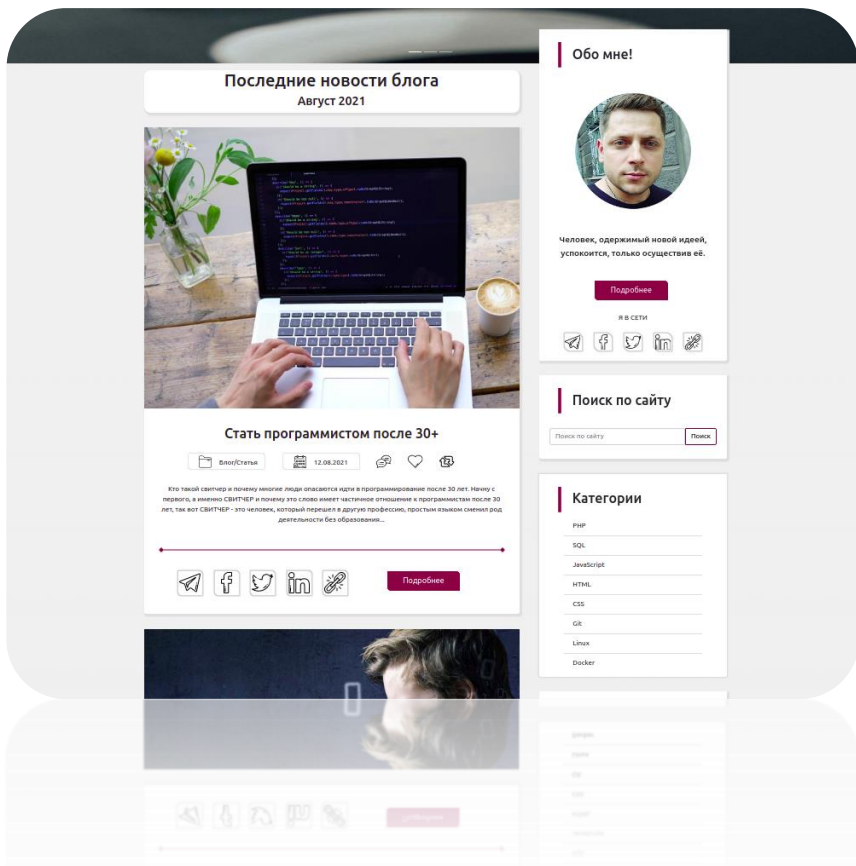 Последние новости блога
Август 2021
Стать программистом после 30+
Блог/Статья
12.08.2021
Кто такой свитчер и почему многие люди опасаются идти в программирование после 30 лет. Начну с
первого, а именно СВИТЧЕР и почему это слово имеет частичное отношение к программистам после 30
лет, так вот СВИТЧЕР - это человек, который перешел в другую профессию, простым языком сменил род
деятельности без образования...
Подробнее
Обо мне!
Человек, одержимый новой идеей,
успокоится, только осуществив её.
Подробнее
Я В СЕТИ
Поиск по сайту
Поиск по сайту
Поиск
Категории
PHP
SQL
JavaScript
HTML
CSS
Git
Linux
Docker